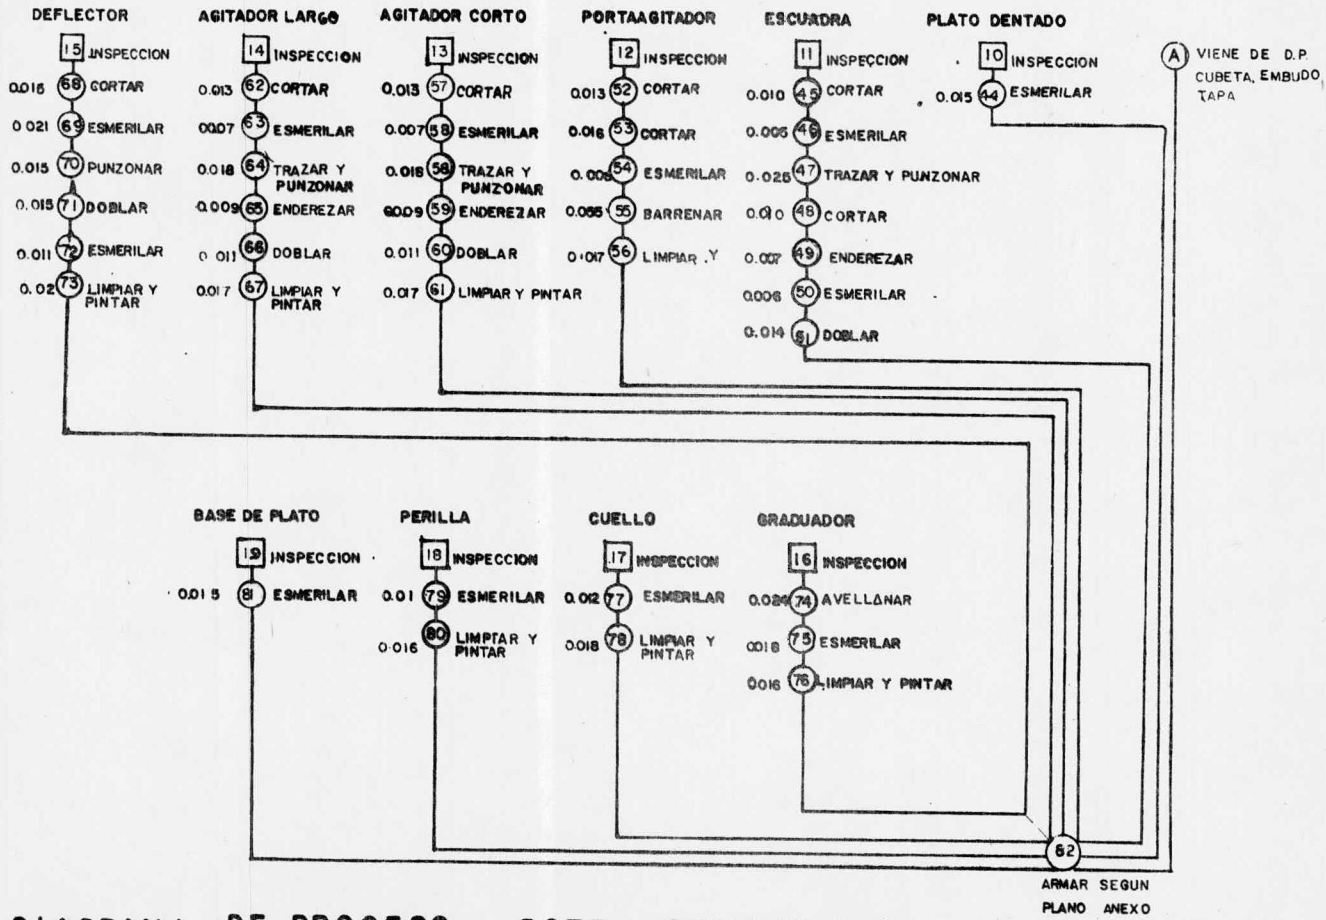 DEFLECTOR
15 INSPECCION
0.016 68 CORTAR
0.021 69 ESMERILAR
0.015 70 PUNZONAR
0.015 71 DOBLAR
0.011 72 ESMERILAR
0.02 73 LIMPIAR Y
PINTAR
AGITADOR LARGO
14 INSPECCION
0.013 62 CORTAR
0.007 63 ESMERILAR
0.018 64 TRAZAR Y
PUNZONAR
0.009 65 ENDEREZAR
0.011 66 DOBLAR
0.017 67 LIMPIAR Y
PINTAR
AGITADOR CORTO
13 INSPECCION
0.013 57 CORTAR
0.007 58 ESMERILAR
0.018 58 TRAZAR Y
PUNZONAR
0.009 59 ENDEREZAR
0.011 60 DOBLAR
0.017 61 LIMPIAR Y PINTAR
PORTAAGITADOR
12 INSPECCION
0.013 52 CORTAR
0.016 53 CORTAR
54 ESMERILAR
0.055 55 BARRENAR
0.017 56 LIMPIAR Y
ESCUADRA
11 INSPECCION
0.010 45 CORTAR
46 ESMERILAR
0.025 47 TRAZAR Y PUNZONAR
0.010 48 CORTAR
0.007 49 ENDEREZAR
0.006 50 ESMERILAR
0.014 51 DOBLAR
PLATO DENTADO
10 INSPECCION
0.015 44 ESMERILAR
A VIENE DE D.P.
CUBETA, EMBUDO,
TAPA
BASE DE PLATO
19 INSPECCION
0.015 81 ESMERILAR
PERILLA
18 INSPECCION
0.01 79 ESMERILAR
0.016 80 LIMPIAR Y
PINTAR
CUELLO
17 INSPECCION
0.012 77 ESMERILAR
0.018 78 LIMPIAR Y
PINTAR
GRADUADOR
16 INSPECCION
74 AVELLANAR
0018 75 ESMERILAR
0016 76 LIMPIAR Y PINTAR
82
ARMAR SEGUN
PLANO ANEXO
DE PROCESO